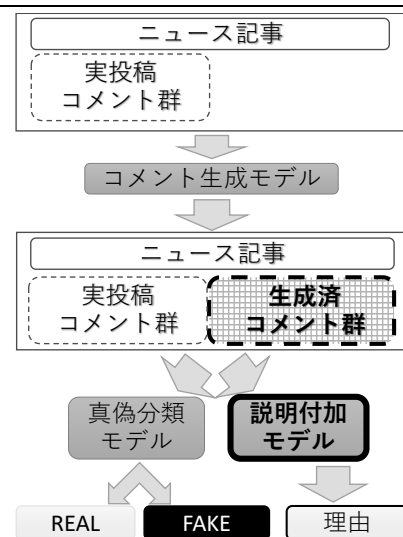 ニュース記事
実投稿
コメント群
コメント生成モデル
ニュース記事
実投稿
コメント群
生成済
コメント群
真偽分類
モデル
説明付加
モデル
REAL
FAKE
理由